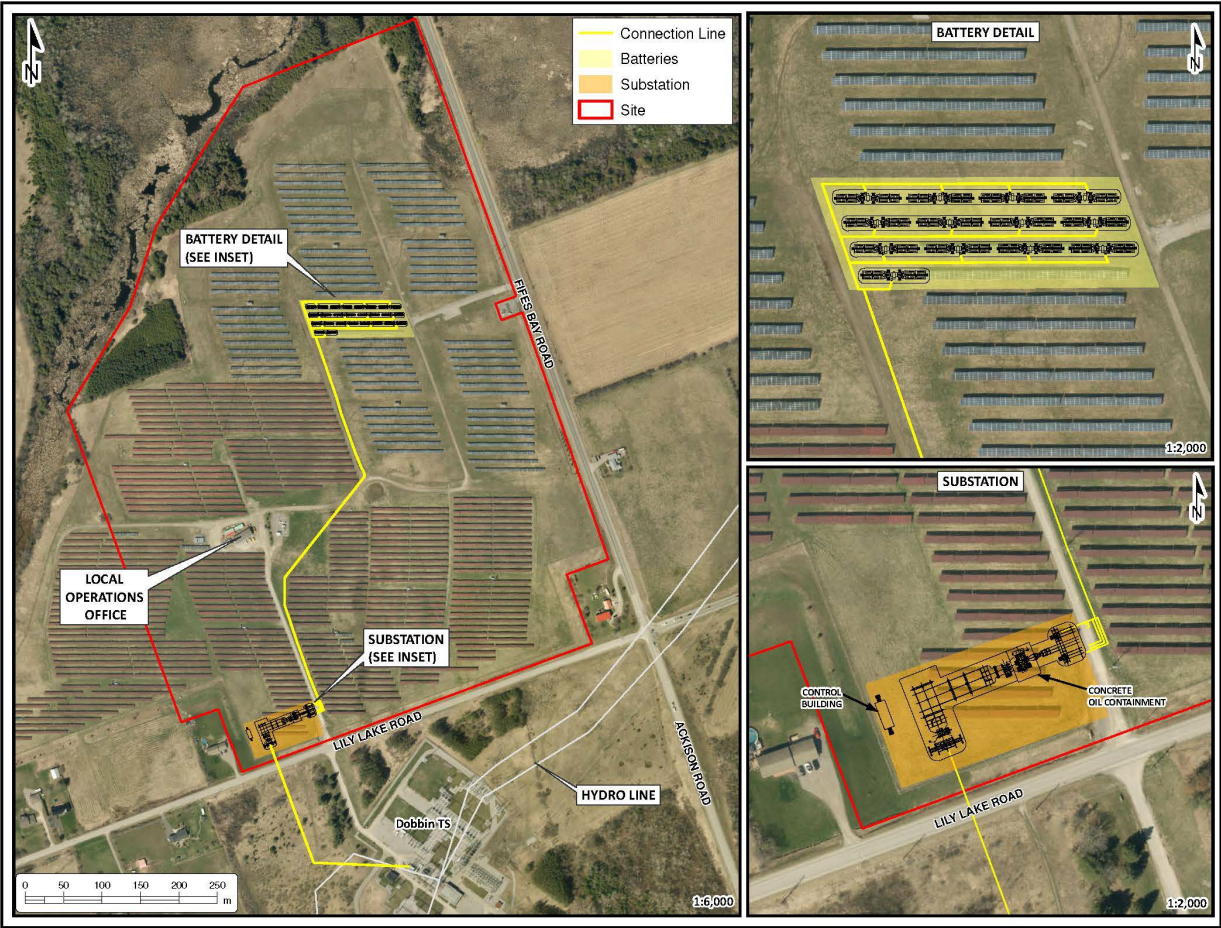 N
Connection Line
Batteries
Substation
Site
BATTERY DETAIL
(SEE INSET)
FIFES BAY ROAD
LOCAL
OPERATIONS
OFFICE
SUBSTATION
(SEE INSET)
LILY LAKE ROAD
ACKISON ROAD
HYDRO LINE
Dobbin TS
0 50 100 150 200 250
m
1:6,000
BATTERY DETAIL
N
1:2,000
SUBSTATION
N
CONTROL
BUILDING
CONCRETE
OIL CONTAINMENT
LILY LAKE ROAD
1:2,000